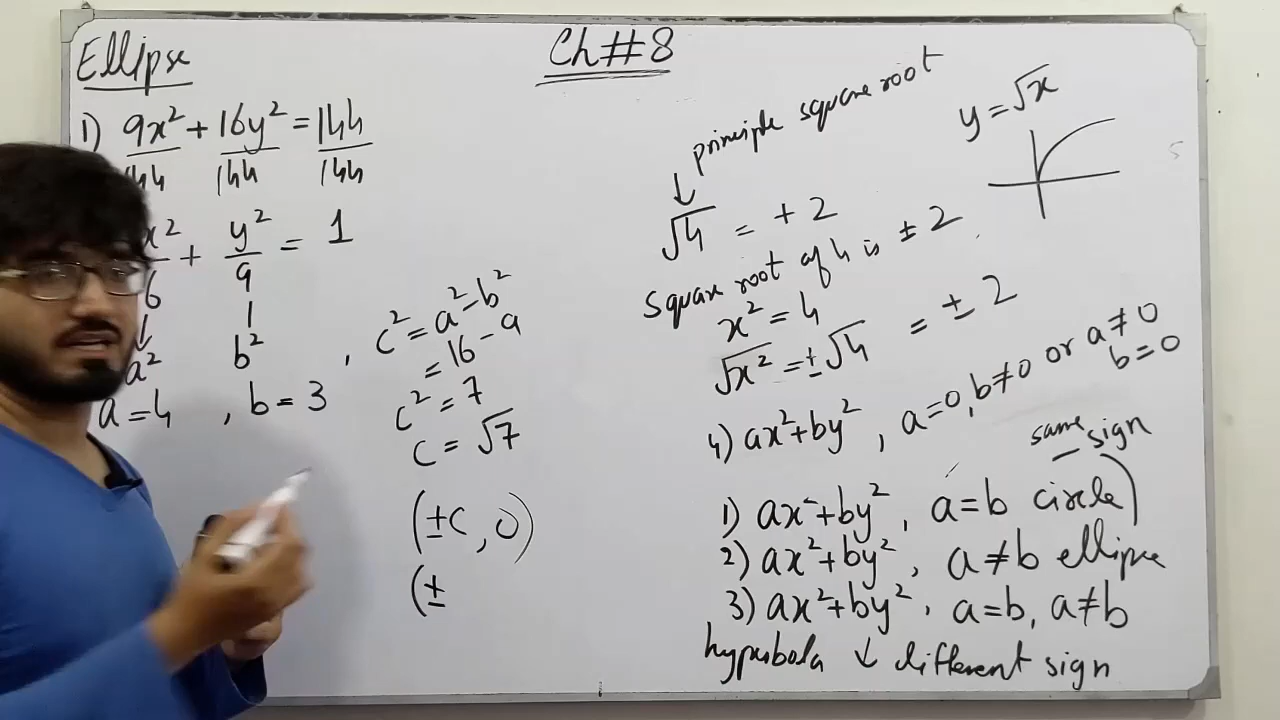 Ch#8
Ellipse
1) 9x² + 16y² = 144
144 144 144
x² + y² = 1
6 9
a² b²
a = 4 , b = 3
, c² = a² - b²
= 16 - 9
c² = 7
c = √7
(±c, 0)
(±
principle square root
√4 = + 2
Square root of 4 is ± 2
x² = 4
√x² = ±√4 = ± 2
y = √x
4) ax²+by² , a=0, b≠0 or a≠0
b=0
same sign
1) ax²+by² , a=b circle)
2) ax²+by² , a≠b ellipse
3) ax²+by² , a=b, a≠b
hyperbola ↓ different sign